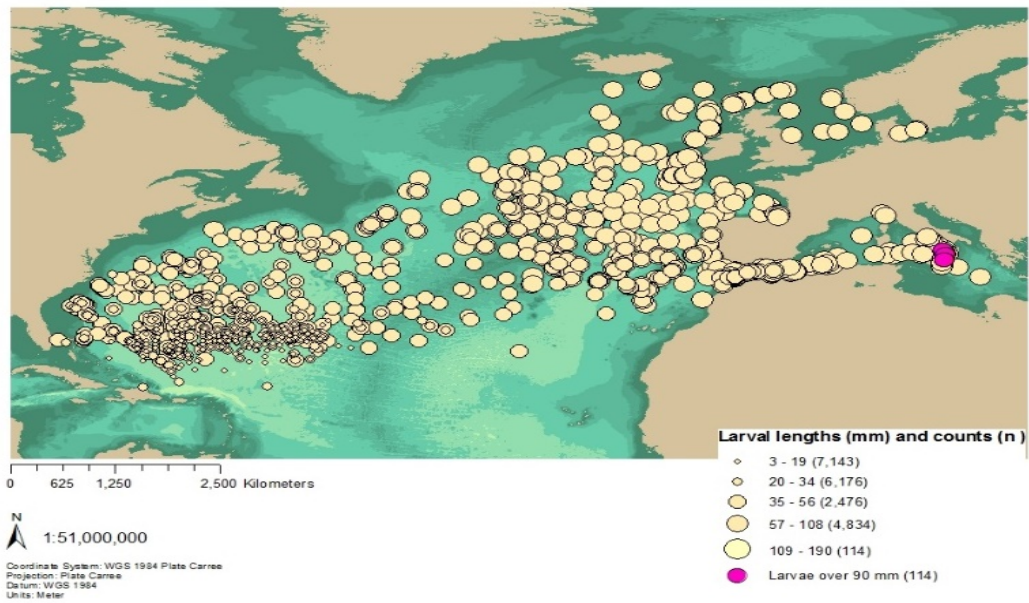 Larval lengths (mm) and counts (n )
3 - 19 (7,143)
20 - 34 (6,176)
35 - 56 (2,476)
57 - 108 (4,834)
109 - 190 (114)
Larvae over 90 mm (114)
0 625 1,250 2,500 Kilometers
N
1:51,000,000
Coordinate System: WGS 1984 Plate Carree
Projection: Plate Carree
Datum: WGS 1984
Units: Meter